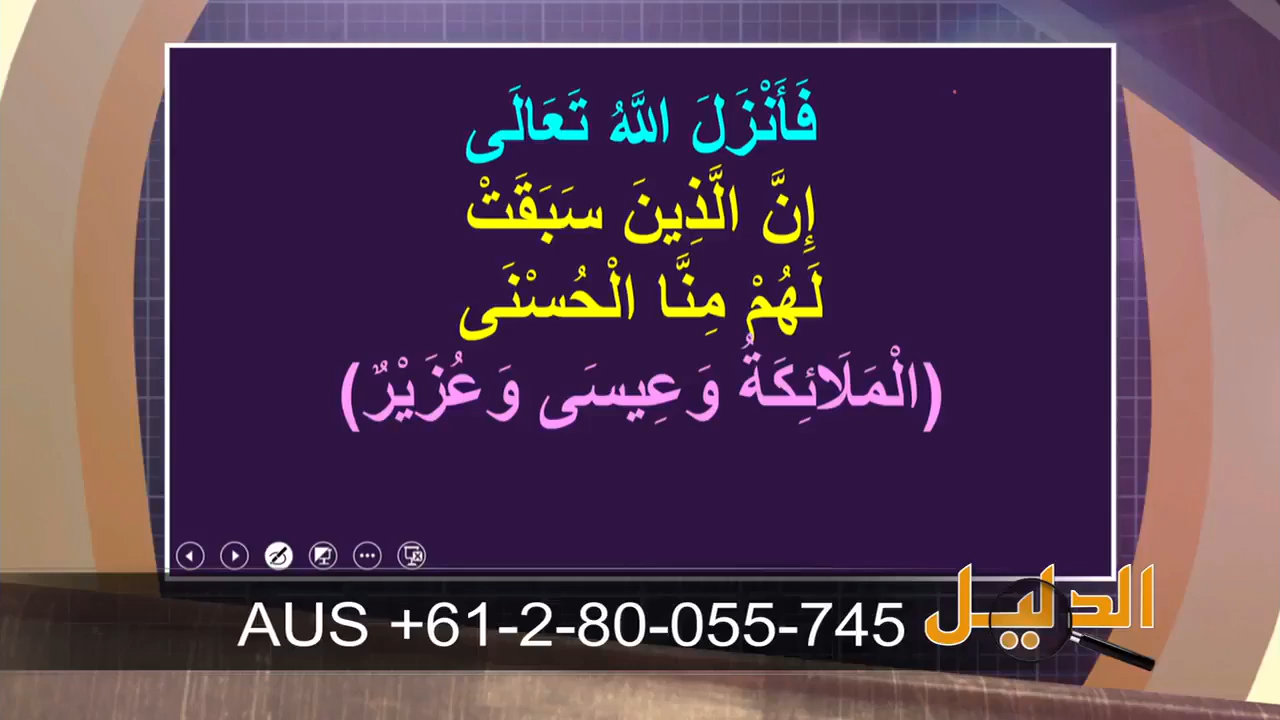 فَأَنْزَلَ اللَّهُ تَعَالَى
إِنَّ الَّذِينَ سَبَقَتْ
لَهُمْ مِنَّا الْحُسْنَى
(الْمَلَائِكَةُ وَعِيسَى وَعُزَيْرٌ)
AUS +61-2-80-055-745
الدليل